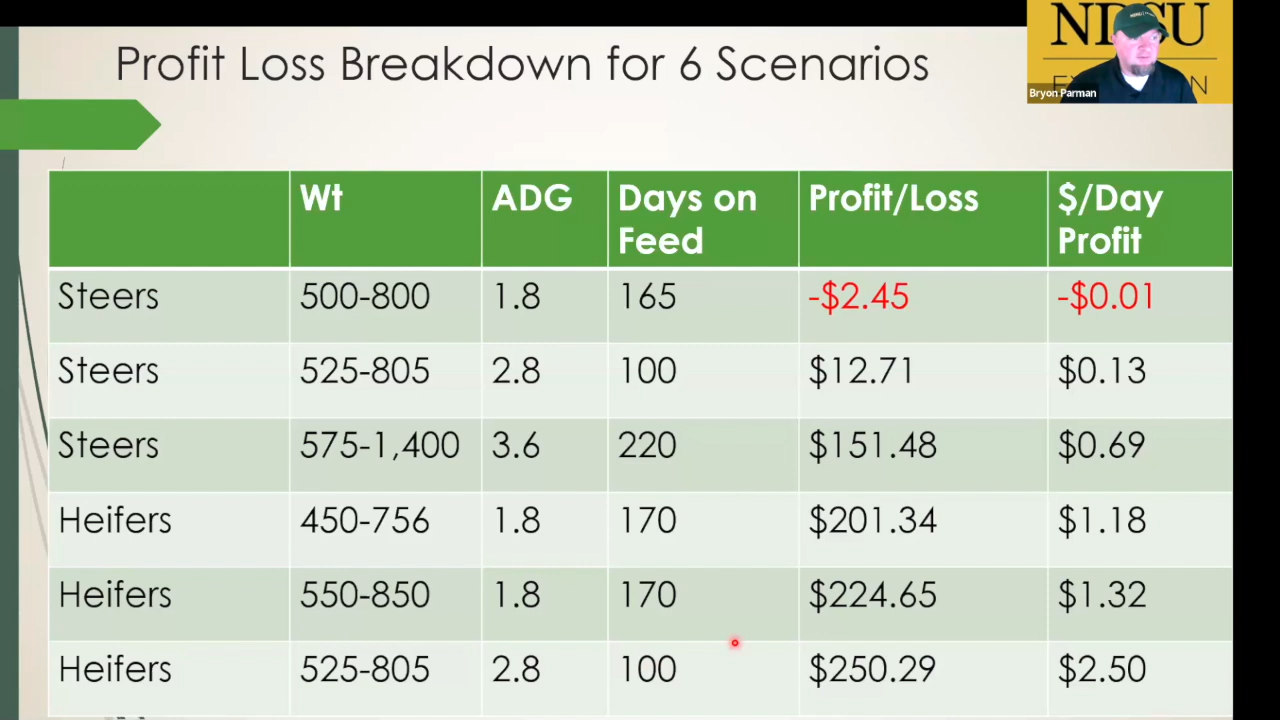 Profit Loss Breakdown for 6 Scenarios
NDSU
Bryon Parman
Wt ADG Days on Feed Profit/Loss $/Day Profit
Steers 500-800 1.8 165 -$2.45 -$0.01
Steers 525-805 2.8 100 $12.71 $0.13
Steers 575-1,400 3.6 220 $151.48 $0.69
Heifers 450-756 1.8 170 $201.34 $1.18
Heifers 550-850 1.8 170 $224.65 $1.32
Heifers 525-805 2.8 100 $250.29 $2.50